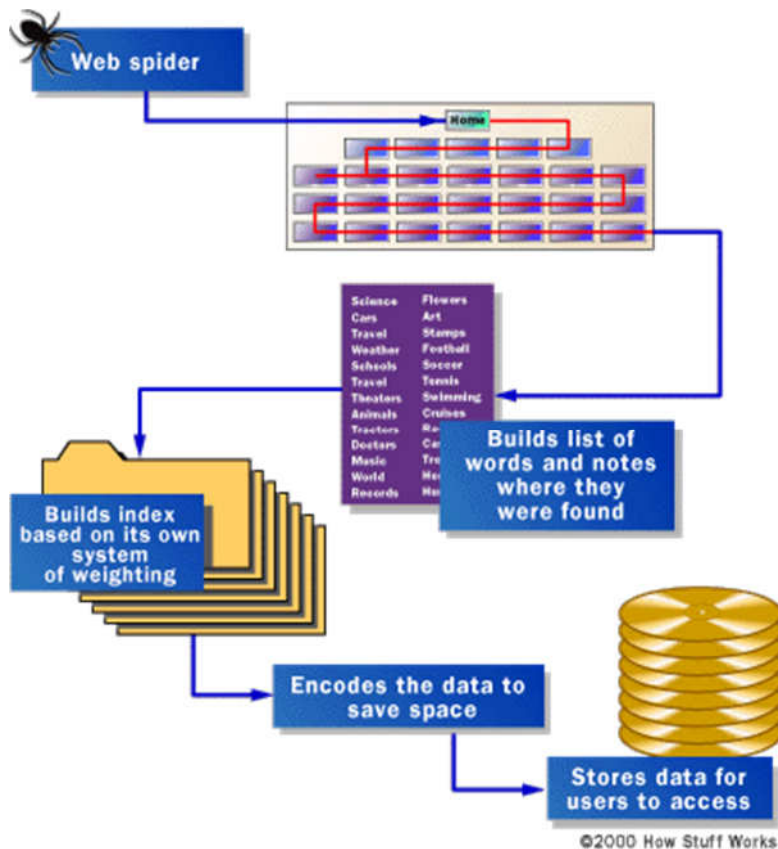 Web spider
Home
Science Flowers
Cars Art
Travel Stamps
Weather Football
Schools Soccer
Travel Tennis
Theaters Swimming
Animals Cruises
Tractors
Doctors
Music
World
Records
Builds list of
words and notes
where they
were found
Builds index
based on its own
system
of weighting
Encodes the data to
save space
Stores data for
users to access
©2000 How Stuff Works